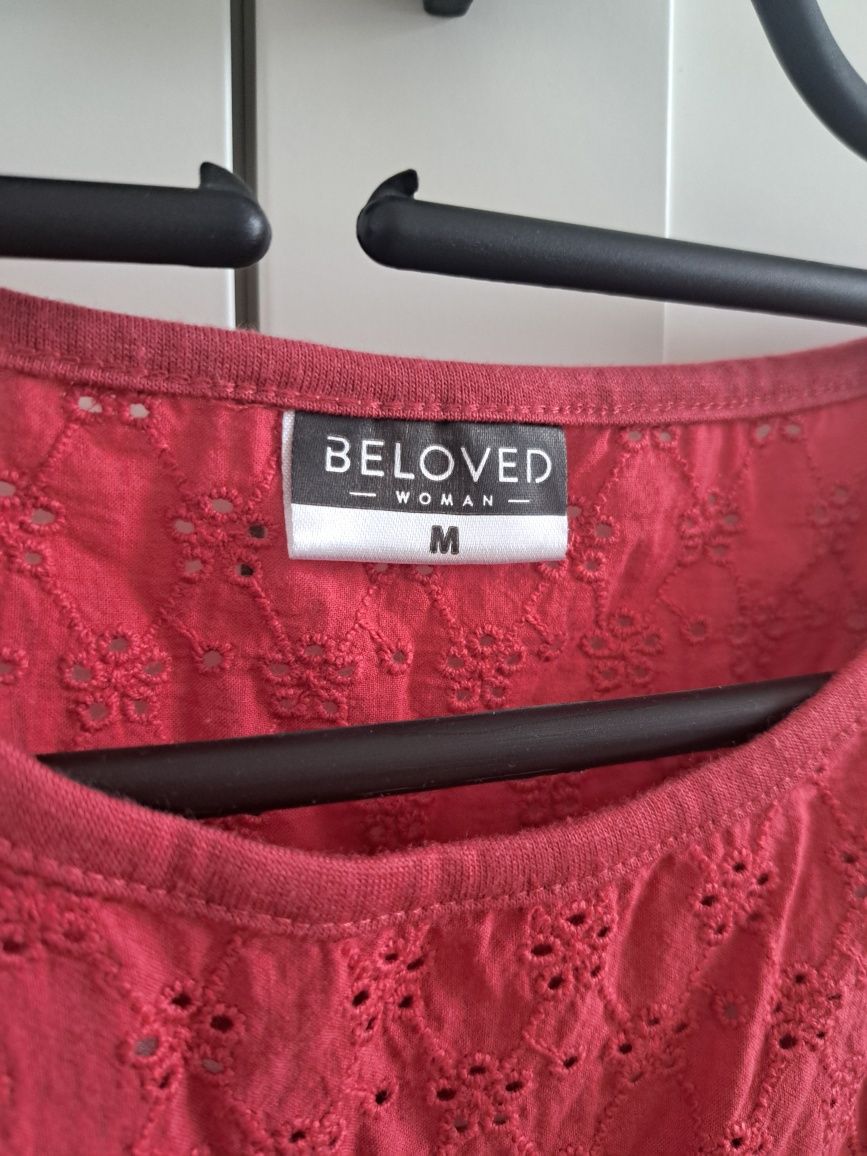 BELOVED
— WOMAN —
M